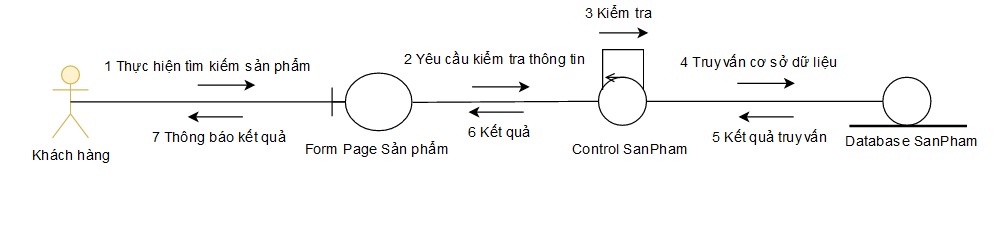 3 Kiểm tra
1 Thực hiện tìm kiếm sản phẩm
2 Yêu cầu kiểm tra thông tin
4 Truy vấn cơ sở dữ liệu
7 Thông báo kết quả
6 Kết quả
5 Kết quả truy vấn
Khách hàng
Form Page Sản phẩm
Control SanPham
Database SanPham